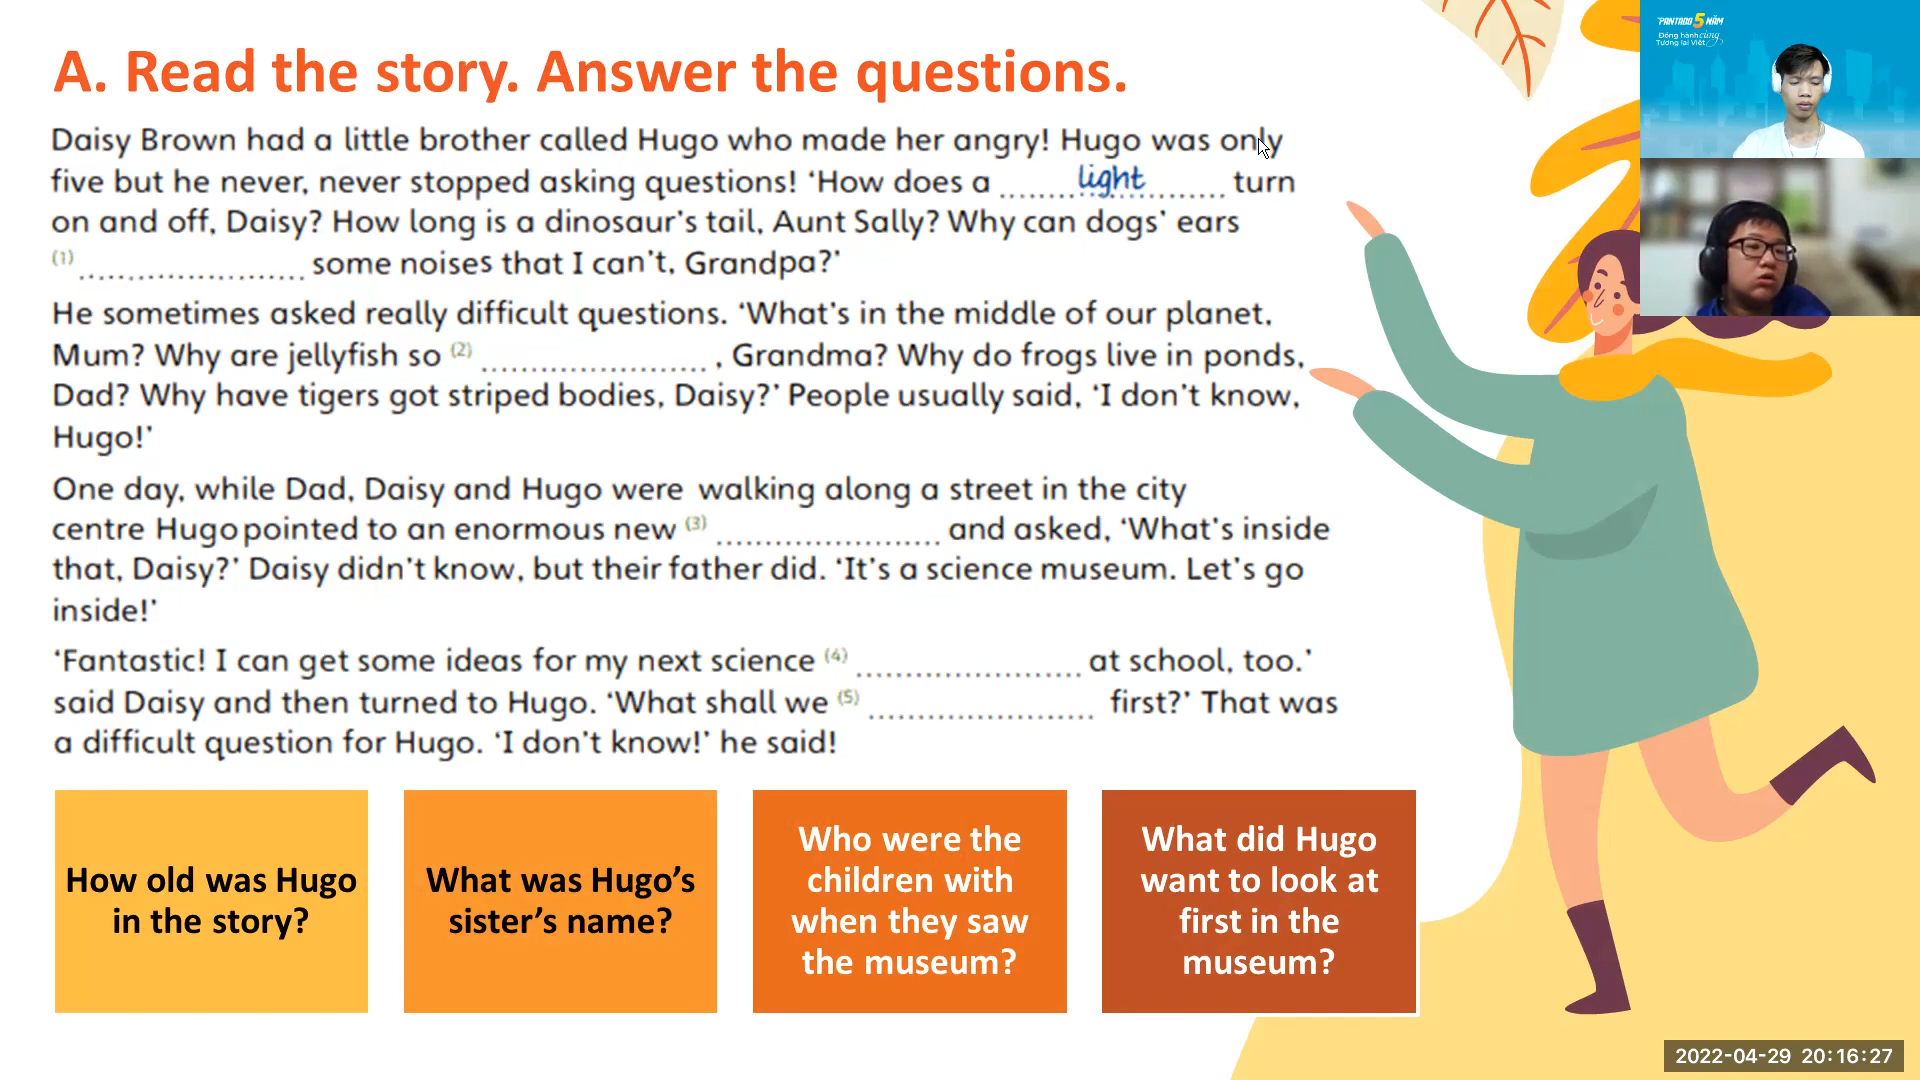 A. Read the story. Answer the questions.
Daisy Brown had a little brother called Hugo who made her angry! Hugo was only
five but he never, never stopped asking questions! ‘How does a ........light........ turn
on and off, Daisy? How long is a dinosaur’s tail, Aunt Sally? Why can dogs’ ears
(1) ....................... some noises that I can’t, Grandpa?’
He sometimes asked really difficult questions. ‘What’s in the middle of our planet,
Mum? Why are jellyfish so (2) ....................... , Grandma? Why do frogs live in ponds,
Dad? Why have tigers got striped bodies, Daisy?’ People usually said, ‘I don’t know,
Hugo!’
One day, while Dad, Daisy and Hugo were walking along a street in the city
centre Hugo pointed to an enormous new (3) ....................... and asked, ‘What’s inside
that, Daisy?’ Daisy didn’t know, but their father did. ‘It’s a science museum. Let’s go
inside!’
‘Fantastic! I can get some ideas for my next science (4) ....................... at school, too.’
said Daisy and then turned to Hugo. ‘What shall we (5) ....................... first?’ That was
a difficult question for Hugo. ‘I don’t know!’ he said!
How old was Hugo
in the story?
What was Hugo’s
sister’s name?
Who were the
children with
when they saw
the museum?
What did Hugo
want to look at
first in the
museum?
PANTADO 5 NĂM
Đồng hành cùng
Tương lai Việt
2022-04-29 20:16:27